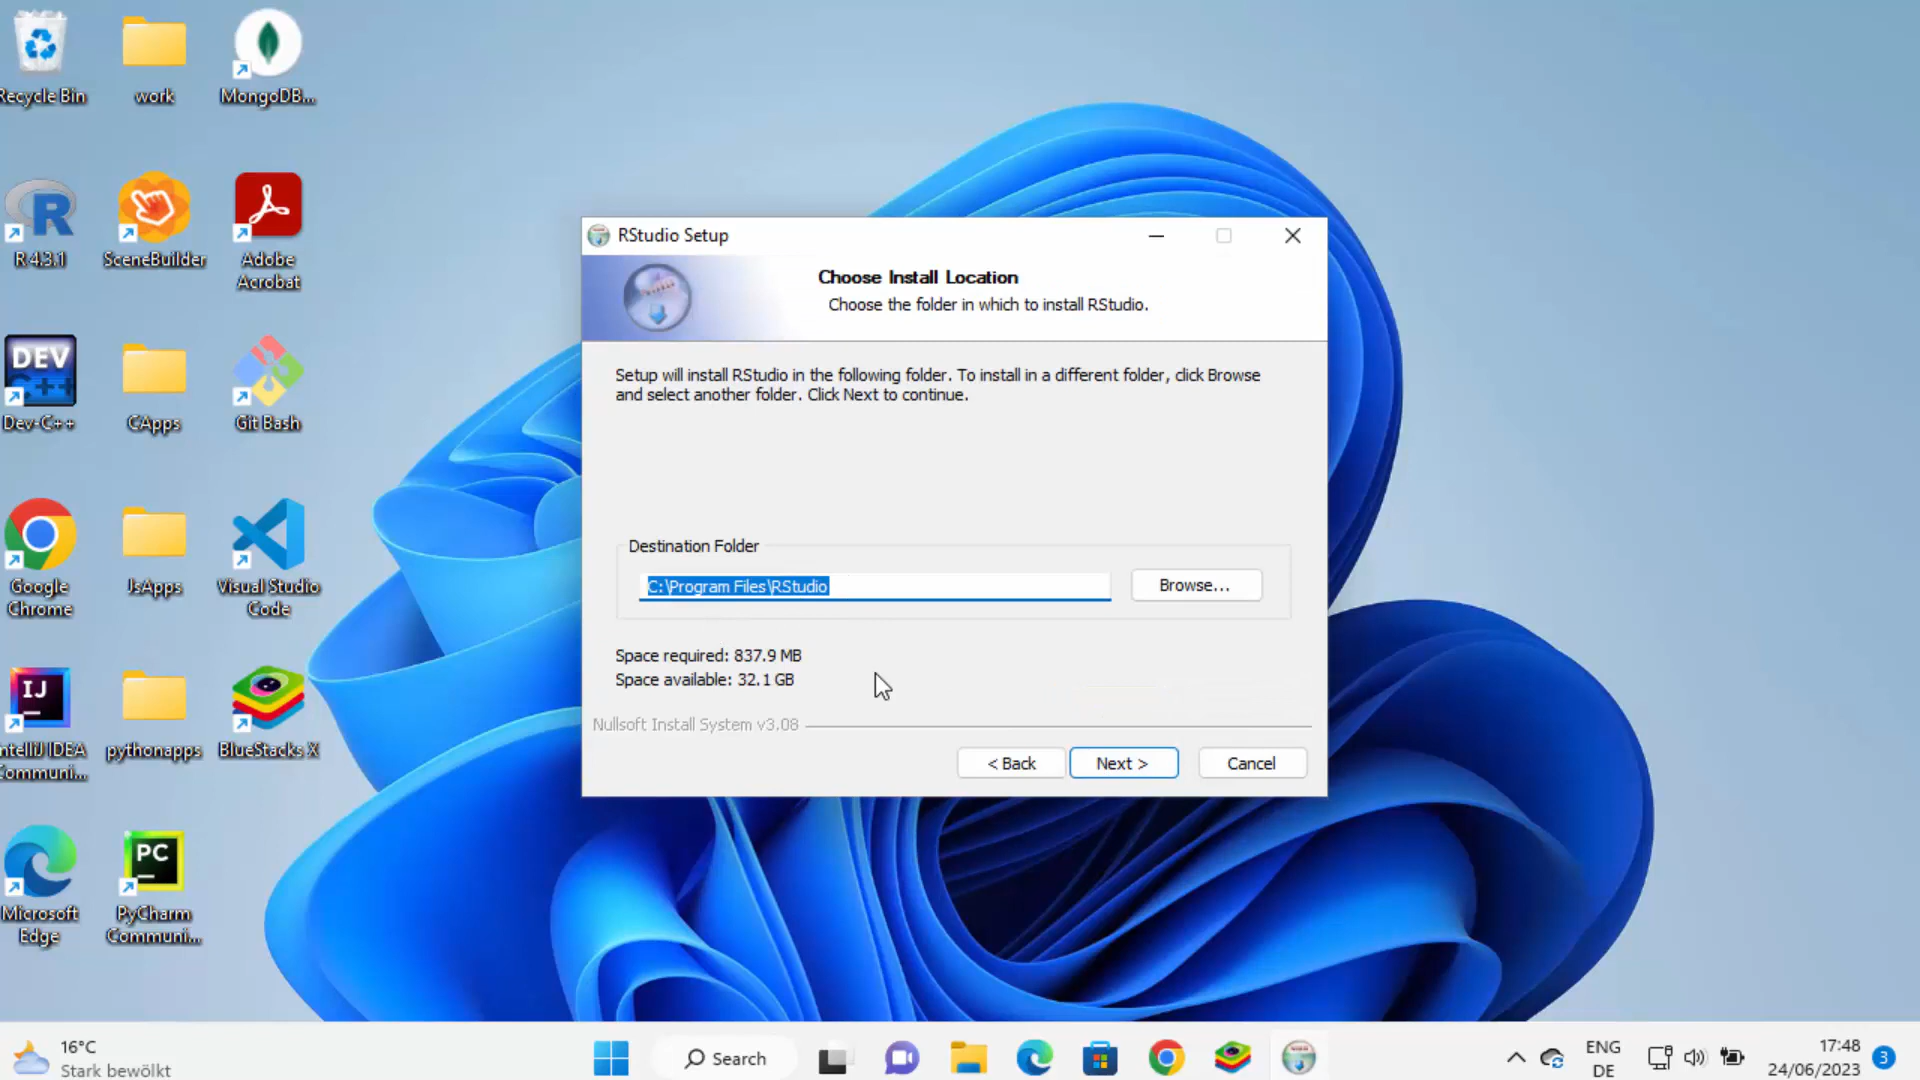 Recycle Bin
work
MongoDB...
R 4.3.1
SceneBuilder
Adobe
Acrobat
DEV
C++
Dev-C++
CApps
Git Bash
Google
Chrome
JsApps
Visual Studio
Code
IJ
IntelliJ IDEA
Communi...
pythonapps
BlueStacks X
Microsoft
Edge
PC
PyCharm
Communi...
RStudio Setup
Choose Install Location
Choose the folder in which to install RStudio.
Setup will install RStudio in the following folder. To install in a different folder, click Browse
and select another folder. Click Next to continue.
Destination Folder
C:\Program Files\RStudio
Browse...
Space required: 837.9 MB
Space available: 32.1 GB
Nullsoft Install System v3.08
< Back
Next >
Cancel
16°C
Stark bewölkt
Search
ENG
DE
17:48
24/06/2023
3